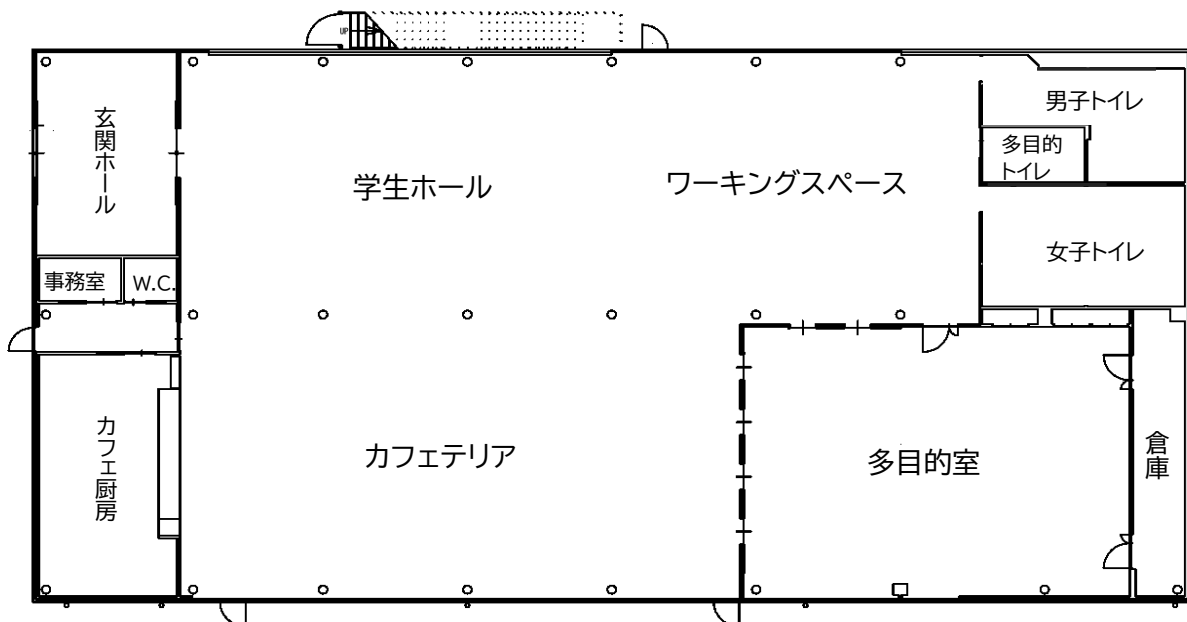 UP
玄関ホール
学生ホール
ワーキングスペース
男子トイレ
多目的
トイレ
女子トイレ
事務室
W.C.
カフェ厨房
カフェテリア
多目的室
倉庫